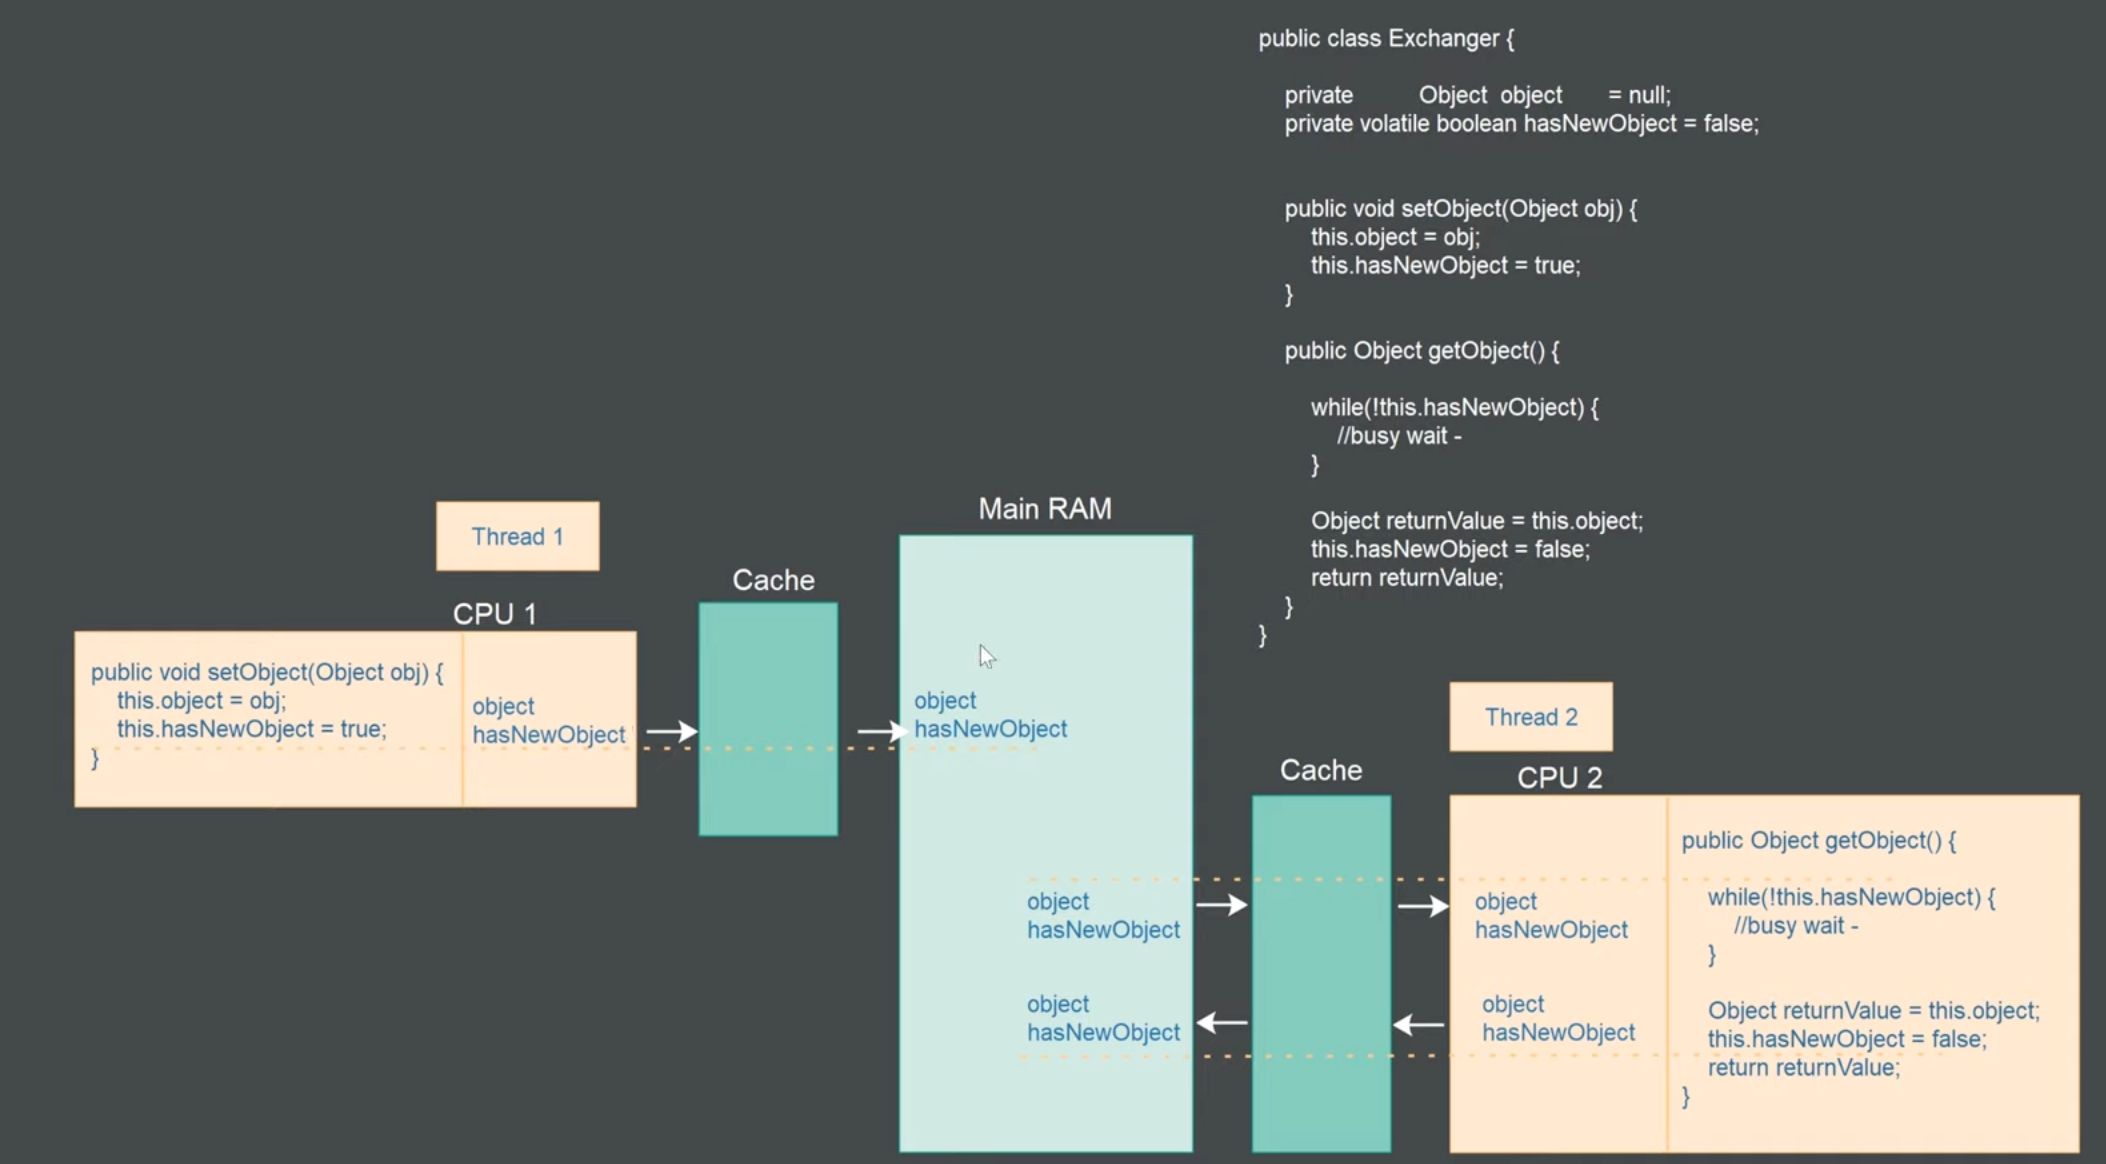 public class Exchanger {
private Object object = null;
private volatile boolean hasNewObject = false;
public void setObject(Object obj) {
this.object = obj;
this.hasNewObject = true;
}
public Object getObject() {
while(!this.hasNewObject) {
//busy wait -
}
Object returnValue = this.object;
this.hasNewObject = false;
return returnValue;
}
}
Thread 1
CPU 1
public void setObject(Object obj) {
this.object = obj;
this.hasNewObject = true;
}
object
hasNewObject
Cache
Main RAM
object
hasNewObject
object
hasNewObject
object
hasNewObject
Cache
Thread 2
CPU 2
object
hasNewObject
object
hasNewObject
public Object getObject() {
while(!this.hasNewObject) {
//busy wait -
}
Object returnValue = this.object;
this.hasNewObject = false;
return returnValue;
}